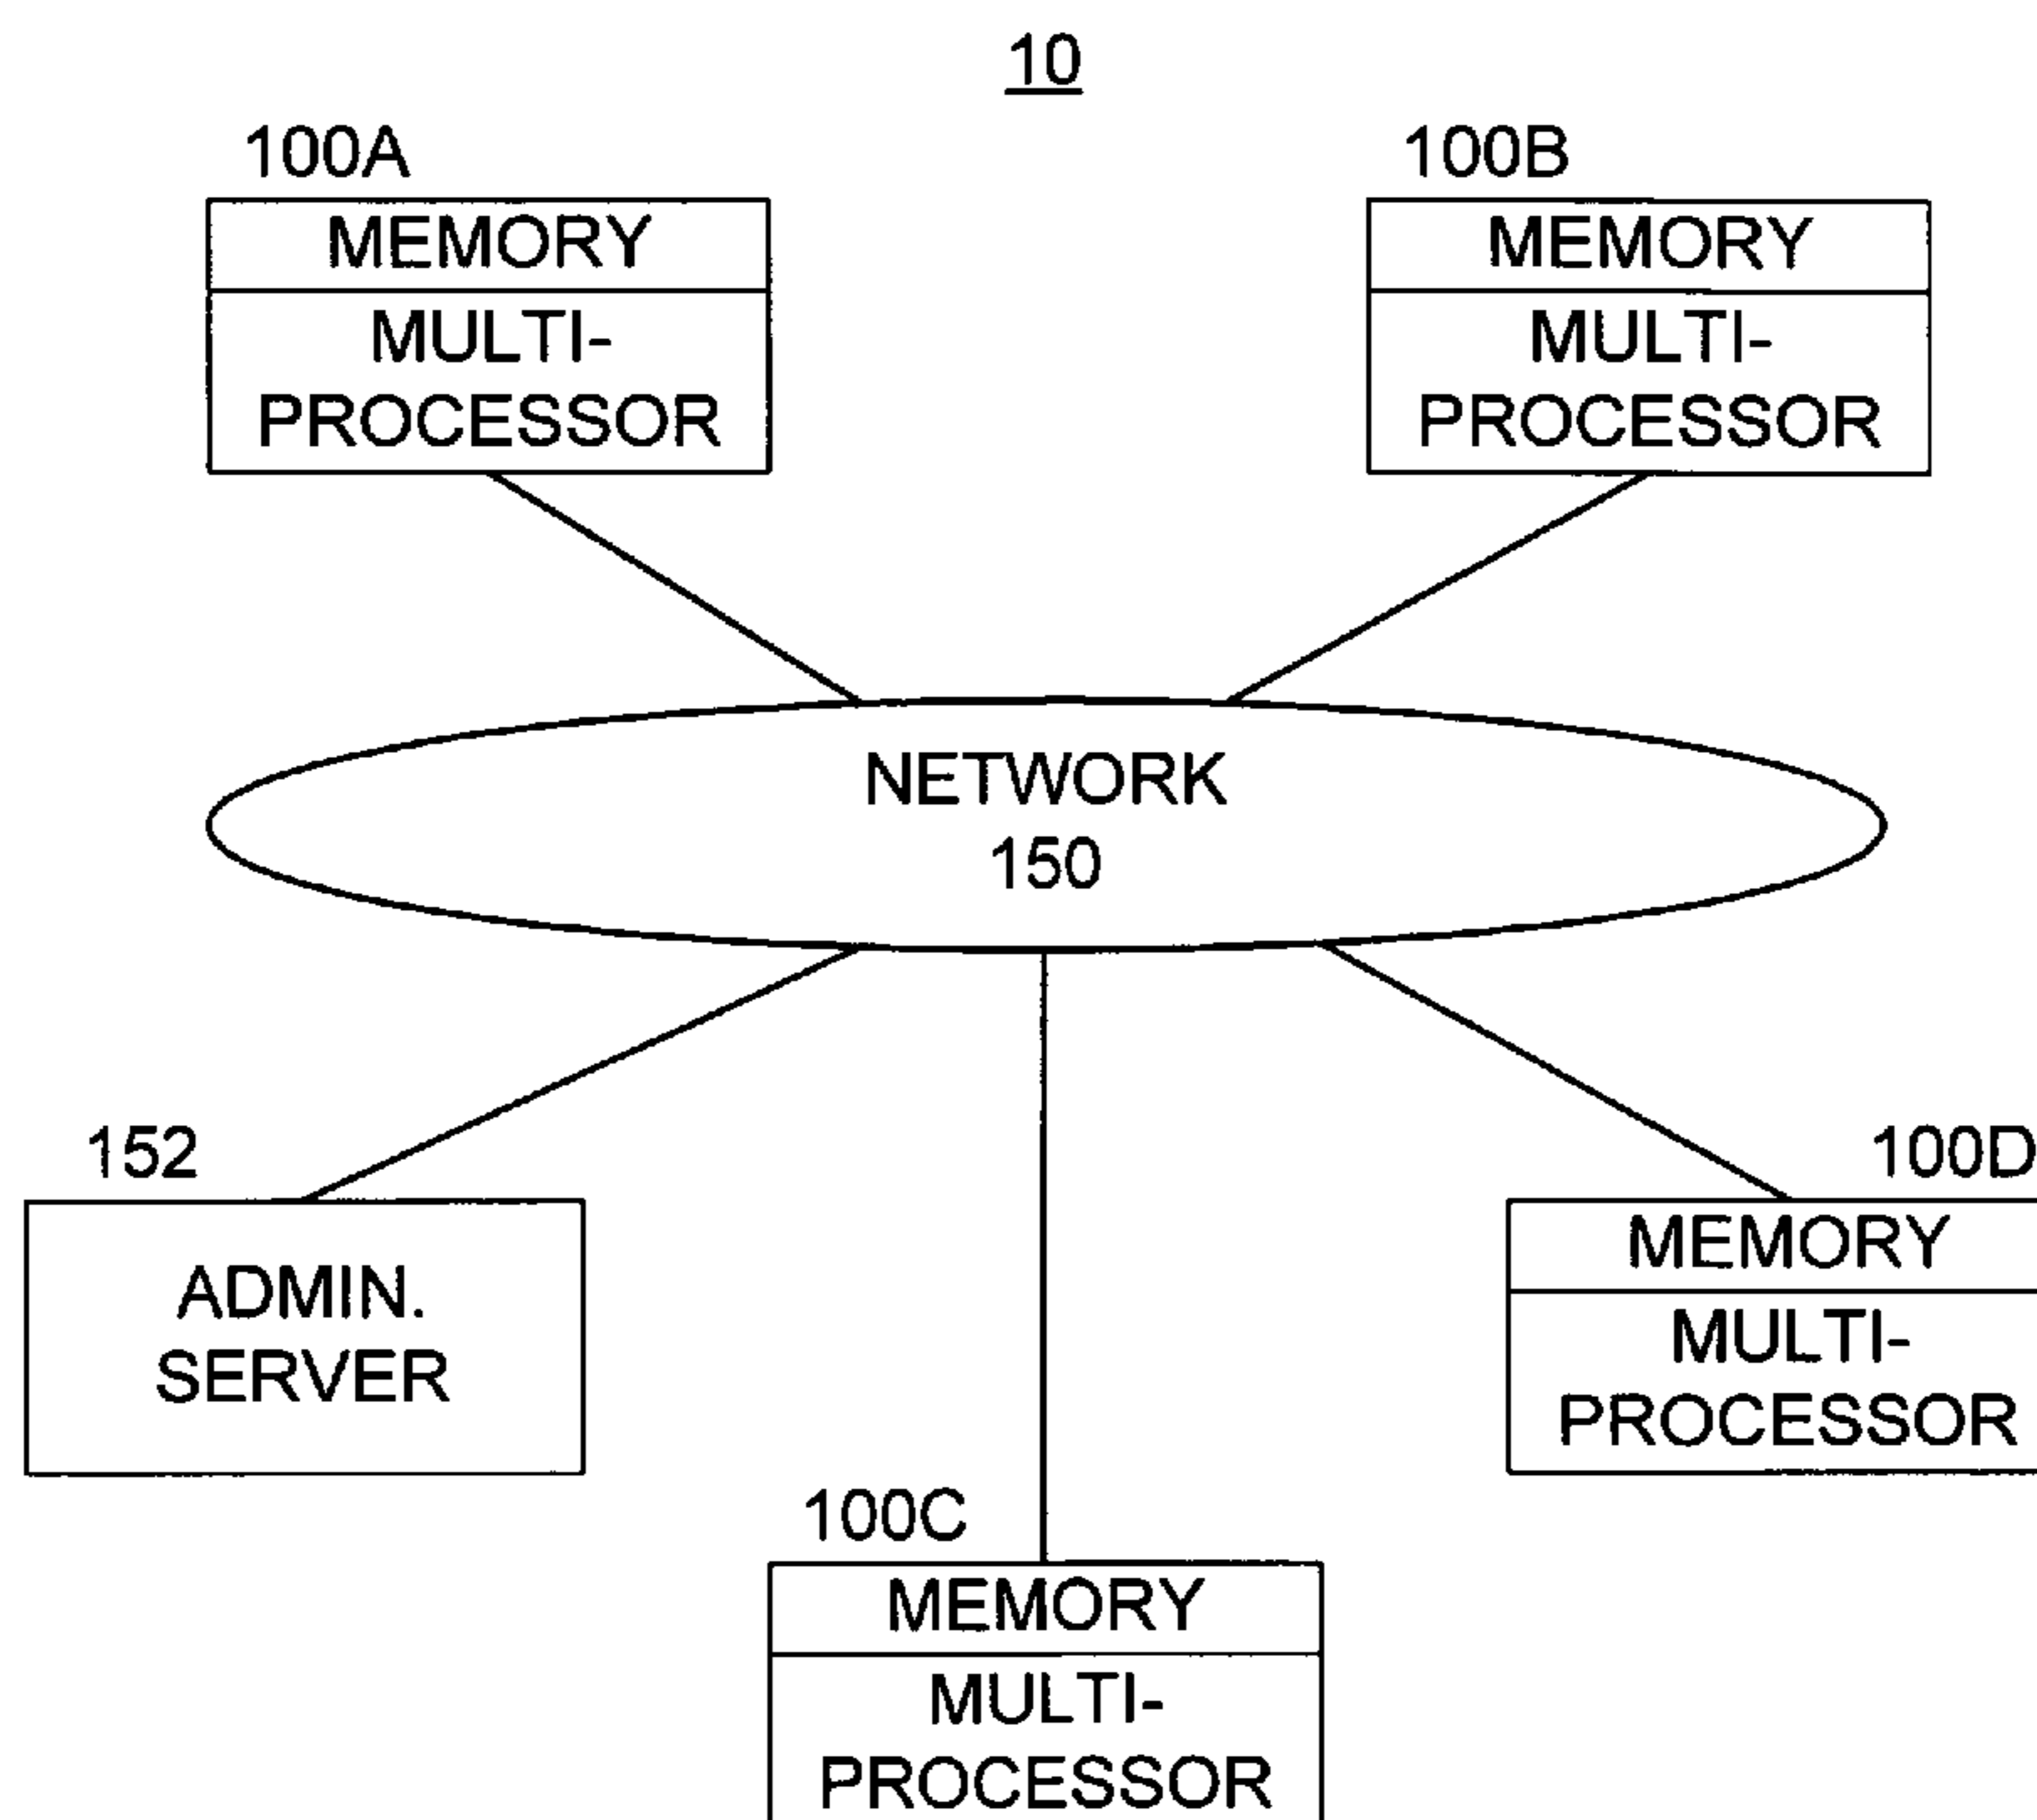 10
100A
MEMORY
MULTI-
PROCESSOR
100B
MEMORY
MULTI-
PROCESSOR
NETWORK
150
152
ADMIN.
SERVER
100D
MEMORY
MULTI-
PROCESSOR
100C
MEMORY
MULTI-
PROCESSOR